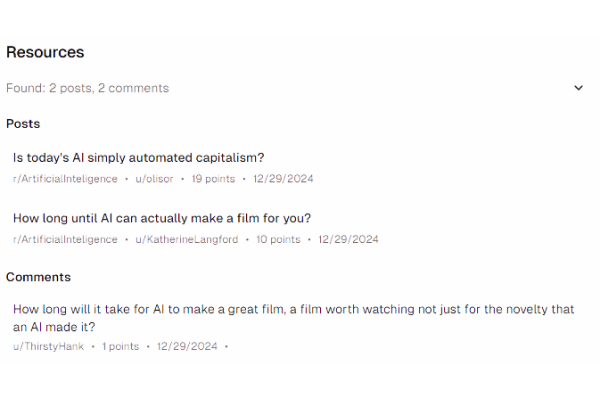 Resources
Found: 2 posts, 2 comments
Posts
Is today's AI simply automated capitalism?
r/ArtificialInteligence • u/olisor • 19 points • 12/29/2024
How long until AI can actually make a film for you?
r/ArtificialInteligence • u/KatherineLangford • 10 points • 12/29/2024
Comments
How long will it take for AI to make a great film, a film worth watching not just for the novelty that
an AI made it?
u/ThirstyHank • 1 points • 12/29/2024 •